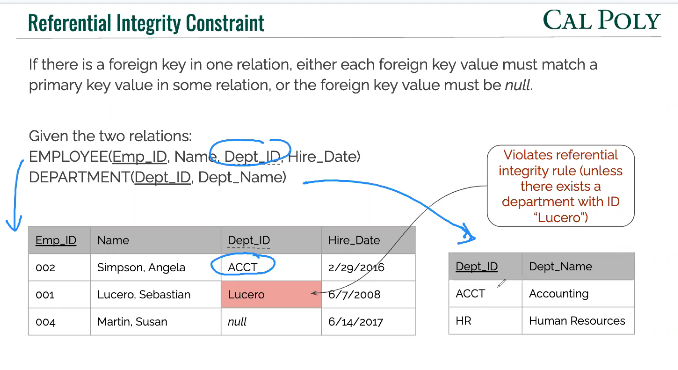 Referential Integrity Constraint
CAL POLY
If there is a foreign key in one relation, either each foreign key value must match a
primary key value in some relation, or the foreign key value must be null.
Given the two relations:
EMPLOYEE(Emp_ID, Name, Dept_ID, Hire_Date)
DEPARTMENT(Dept_ID, Dept_Name)
Violates referential
integrity rule (unless
there exists a
department with ID
“Lucero”)
Emp_ID Name Dept_ID Hire_Date
002 Simpson, Angela ACCT 2/29/2016
001 Lucero, Sebastian Lucero 6/7/2008
004 Martin, Susan null 6/14/2017
Dept_ID Dept_Name
ACCT Accounting
HR Human Resources